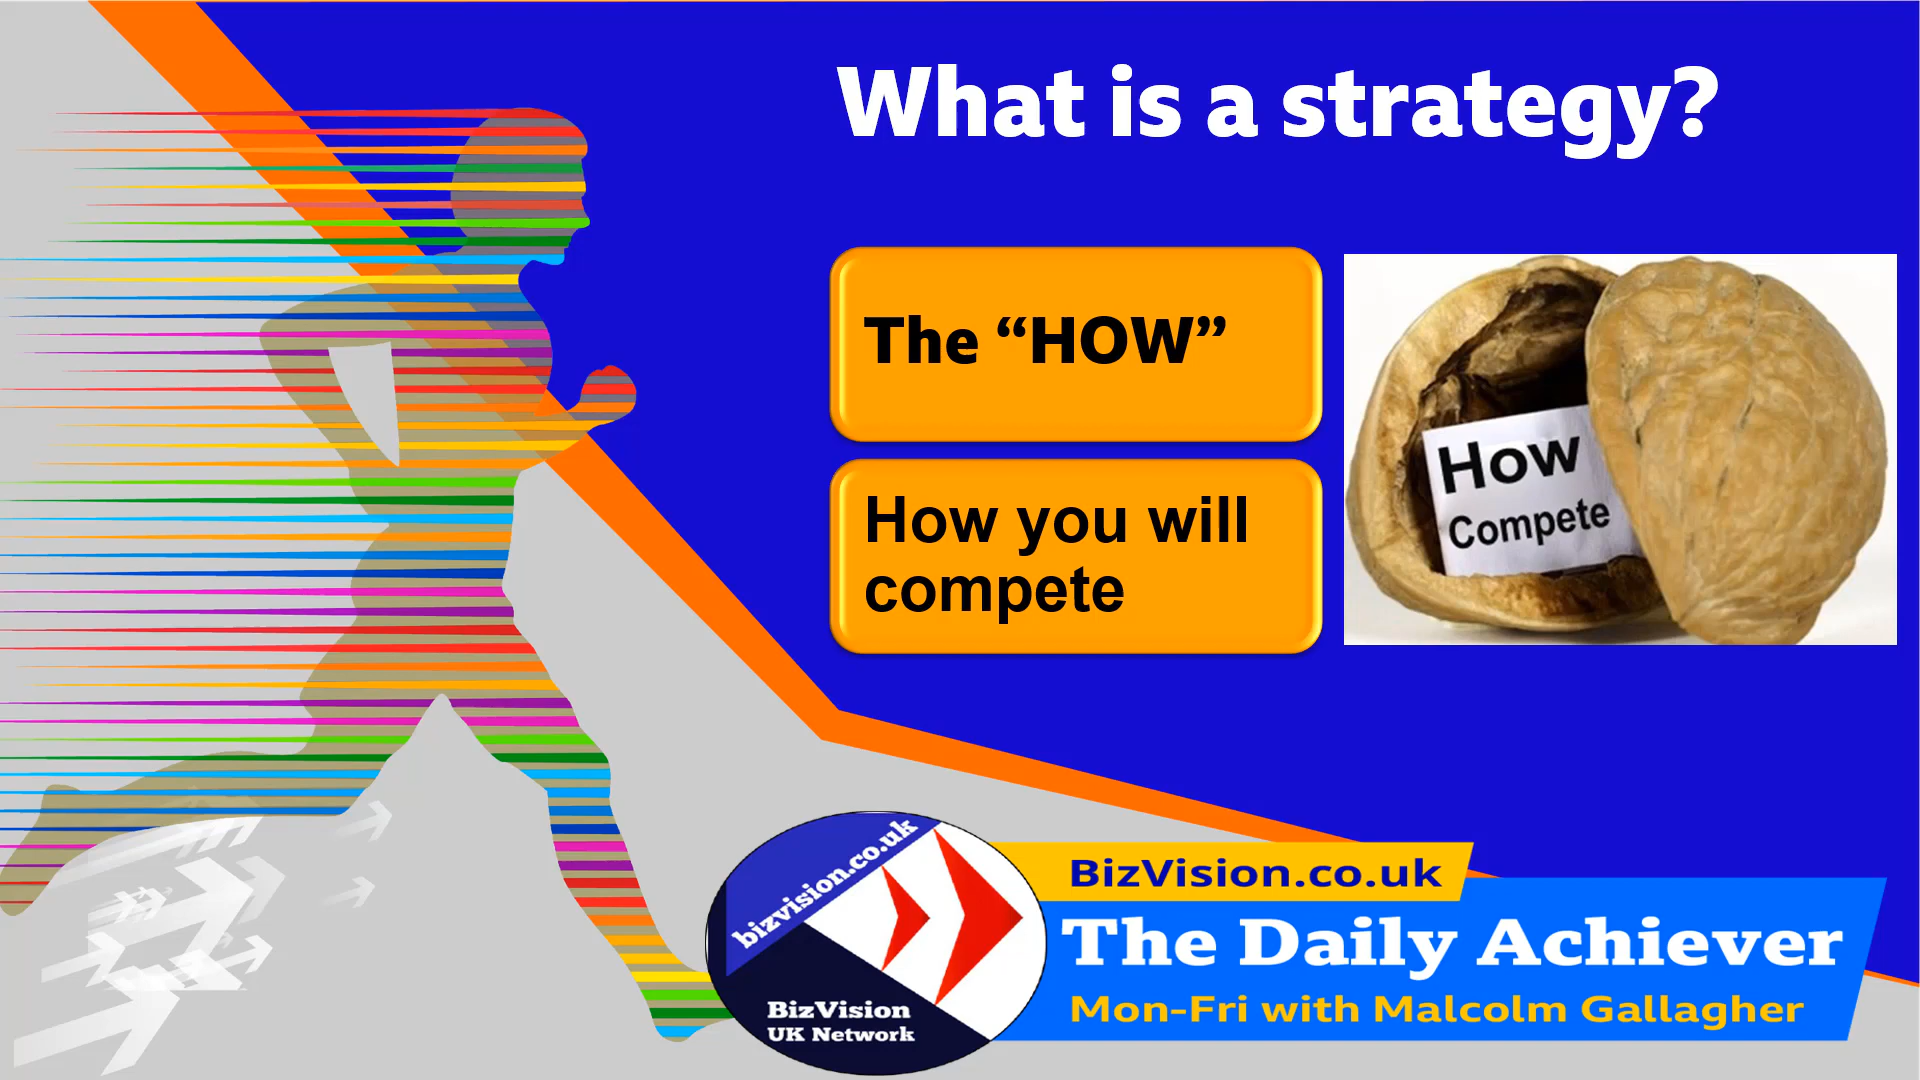 What is a strategy?
The “HOW”
How you will
compete
How
Compete
bizvision.co.uk
BizVision
UK Network
BizVision.co.uk
The Daily Achiever
Mon-Fri with Malcolm Gallagher